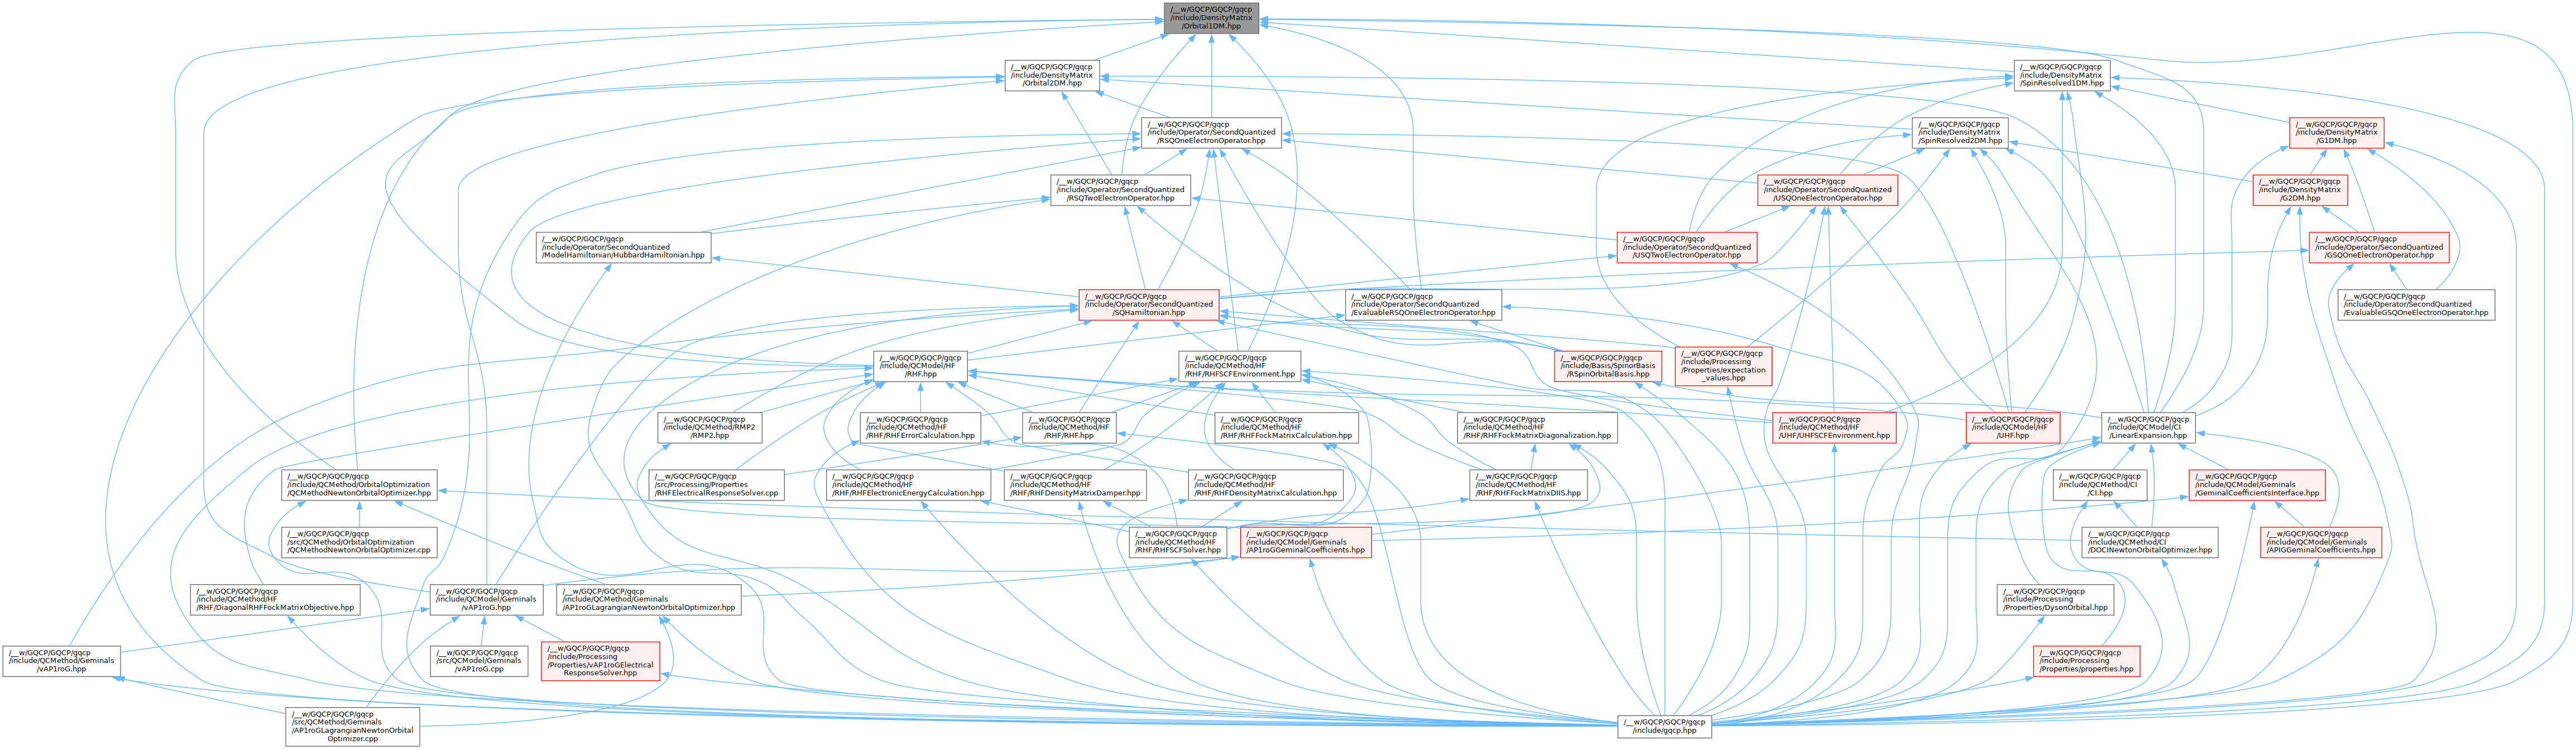 /__w/GQCP/GQCP/gqcp
/include/DensityMatrix
/Orbital1DM.hpp
/__w/GQCP/GQCP/gqcp
/include/DensityMatrix
/Orbital2DM.hpp
/__w/GQCP/GQCP/gqcp
/include/DensityMatrix
/SpinResolved1DM.hpp
/__w/GQCP/GQCP/gqcp
/include/Operator/SecondQuantized
/RSQOneElectronOperator.hpp
/__w/GQCP/GQCP/gqcp
/include/DensityMatrix
/SpinResolved2DM.hpp
/__w/GQCP/GQCP/gqcp
/include/DensityMatrix
/G1DM.hpp
/__w/GQCP/GQCP/gqcp
/include/Operator/SecondQuantized
/RSQTwoElectronOperator.hpp
/__w/GQCP/GQCP/gqcp
/include/Operator/SecondQuantized
/USQOneElectronOperator.hpp
/__w/GQCP/GQCP/gqcp
/include/DensityMatrix
/G2DM.hpp
/__w/GQCP/GQCP/gqcp
/include/Operator/SecondQuantized
/ModelHamiltonian/HubbardHamiltonian.hpp
/__w/GQCP/GQCP/gqcp
/include/Operator/SecondQuantized
/USQTwoElectronOperator.hpp
/__w/GQCP/GQCP/gqcp
/include/Operator/SecondQuantized
/GSQOneElectronOperator.hpp
/__w/GQCP/GQCP/gqcp
/include/Operator/SecondQuantized
/SQHamiltonian.hpp
/__w/GQCP/GQCP/gqcp
/include/Operator/SecondQuantized
/EvaluableRSQOneElectronOperator.hpp
/__w/GQCP/GQCP/gqcp
/include/Operator/SecondQuantized
/EvaluableGSQOneElectronOperator.hpp
/__w/GQCP/GQCP/gqcp
/include/QCModel/HF
/RHF.hpp
/__w/GQCP/GQCP/gqcp
/include/QCMethod/HF
/RHF/RHFSCFEnvironment.hpp
/__w/GQCP/GQCP/gqcp
/include/Basis/SpinorBasis
/RSpinOrbitalBasis.hpp
/__w/GQCP/GQCP/gqcp
/include/Processing
/Properties/expectation
_values.hpp
/__w/GQCP/GQCP/gqcp
/include/QCMethod/RMP2
/RMP2.hpp
/__w/GQCP/GQCP/gqcp
/include/QCMethod/HF
/RHF/RHFErrorCalculation.hpp
/__w/GQCP/GQCP/gqcp
/include/QCMethod/HF
/RHF/RHF.hpp
/__w/GQCP/GQCP/gqcp
/include/QCMethod/HF
/RHF/RHFFockMatrixCalculation.hpp
/__w/GQCP/GQCP/gqcp
/include/QCMethod/HF
/RHF/RHFFockMatrixDiagonalization.hpp
/__w/GQCP/GQCP/gqcp
/include/QCMethod/HF
/UHF/UHFSCFEnvironment.hpp
/__w/GQCP/GQCP/gqcp
/include/QCModel/HF
/UHF.hpp
/__w/GQCP/GQCP/gqcp
/include/QCModel/CI
/LinearExpansion.hpp
/__w/GQCP/GQCP/gqcp
/include/QCMethod/OrbitalOptimization
/QCMethodNewtonOrbitalOptimizer.hpp
/__w/GQCP/GQCP/gqcp
/src/Processing/Properties
/RHFElectricalResponseSolver.cpp
/__w/GQCP/GQCP/gqcp
/include/QCMethod/HF
/RHF/RHFElectronicEnergyCalculation.hpp
/__w/GQCP/GQCP/gqcp
/include/QCMethod/HF
/RHF/RHFDensityMatrixDamper.hpp
/__w/GQCP/GQCP/gqcp
/include/QCMethod/HF
/RHF/RHFDensityMatrixCalculation.hpp
/__w/GQCP/GQCP/gqcp
/include/QCMethod/HF
/RHF/RHFFockMatrixDIIS.hpp
/__w/GQCP/GQCP/gqcp
/include/QCMethod/CI
/CI.hpp
/__w/GQCP/GQCP/gqcp
/include/QCModel/Geminals
/GeminalCoefficientsInterface.hpp
/__w/GQCP/GQCP/gqcp
/src/QCMethod/OrbitalOptimization
/QCMethodNewtonOrbitalOptimizer.cpp
/__w/GQCP/GQCP/gqcp
/include/QCMethod/HF
/RHF/RHFSCFSolver.hpp
/__w/GQCP/GQCP/gqcp
/include/QCModel/Geminals
/AP1roGGeminalCoefficients.hpp
/__w/GQCP/GQCP/gqcp
/include/QCMethod/CI
/DOCINewtonOrbitalOptimizer.hpp
/__w/GQCP/GQCP/gqcp
/include/QCModel/Geminals
/APIGGeminalCoefficients.hpp
/__w/GQCP/GQCP/gqcp
/include/QCMethod/HF
/RHF/DiagonalRHFFockMatrixObjective.hpp
/__w/GQCP/GQCP/gqcp
/include/QCModel/Geminals
/vAP1roG.hpp
/__w/GQCP/GQCP/gqcp
/include/QCMethod/Geminals
/AP1roGLagrangianNewtonOrbitalOptimizer.hpp
/__w/GQCP/GQCP/gqcp
/include/Processing
/Properties/DysonOrbital.hpp
/__w/GQCP/GQCP/gqcp
/include/QCMethod/Geminals
/vAP1roG.hpp
/__w/GQCP/GQCP/gqcp
/src/QCModel/Geminals
/vAP1roG.cpp
/__w/GQCP/GQCP/gqcp
/include/Processing
/Properties/vAP1roGElectrical
ResponseSolver.hpp
/__w/GQCP/GQCP/gqcp
/include/Processing
/Properties/properties.hpp
/__w/GQCP/GQCP/gqcp
/src/QCMethod/Geminals
/AP1roGLagrangianNewtonOrbital
Optimizer.cpp
/__w/GQCP/GQCP/gqcp
/include/gqcp.hpp